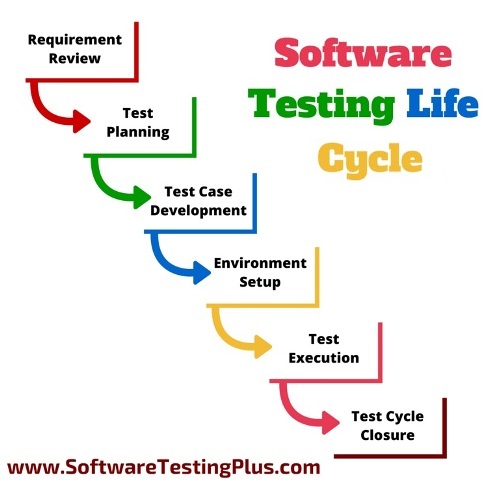 Requirement
Review
Software
Testing Life
Cycle
Test
Planning
Test Case
Development
Environment
Setup
Test
Execution
Test Cycle
Closure
www.SoftwareTestingPlus.com